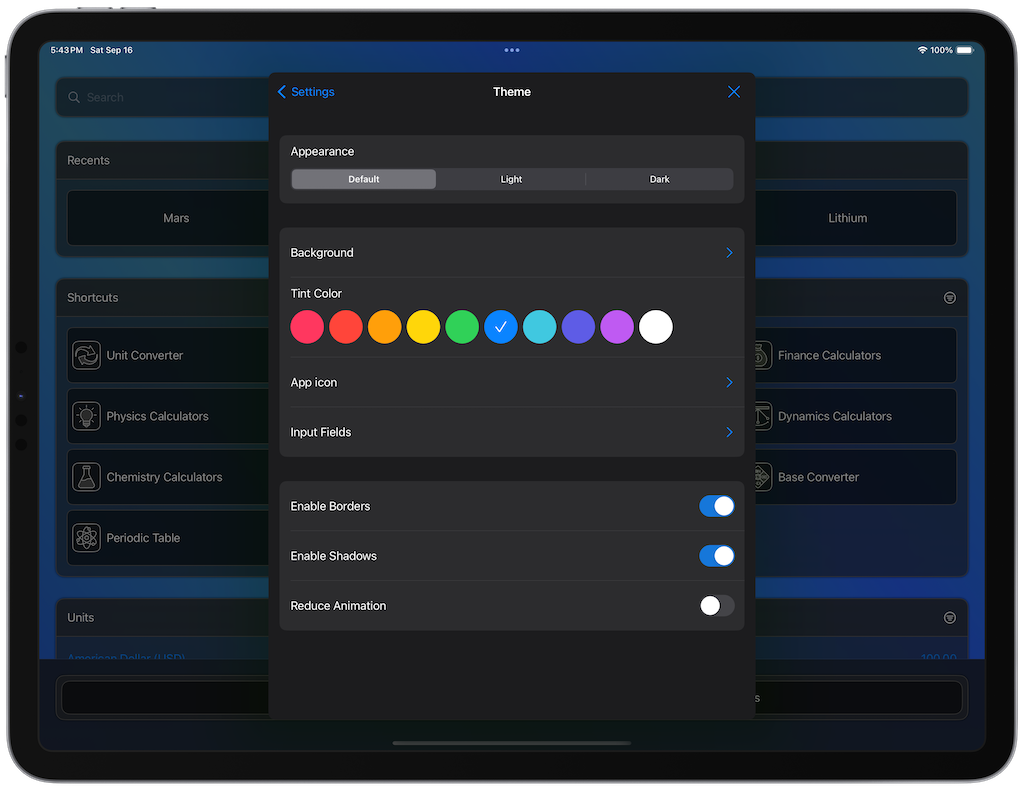 5:43 PM Sat Sep 16
100%
Settings
Theme
Search
Recents
Mars
Lithium
Appearance
Default
Light
Dark
Background
Tint Color
App icon
Input Fields
Enable Borders
Enable Shadows
Reduce Animation
Shortcuts
Unit Converter
Finance Calculators
Physics Calculators
Dynamics Calculators
Chemistry Calculators
Base Converter
Periodic Table
Units
American Dollar (USD)
100.00
s